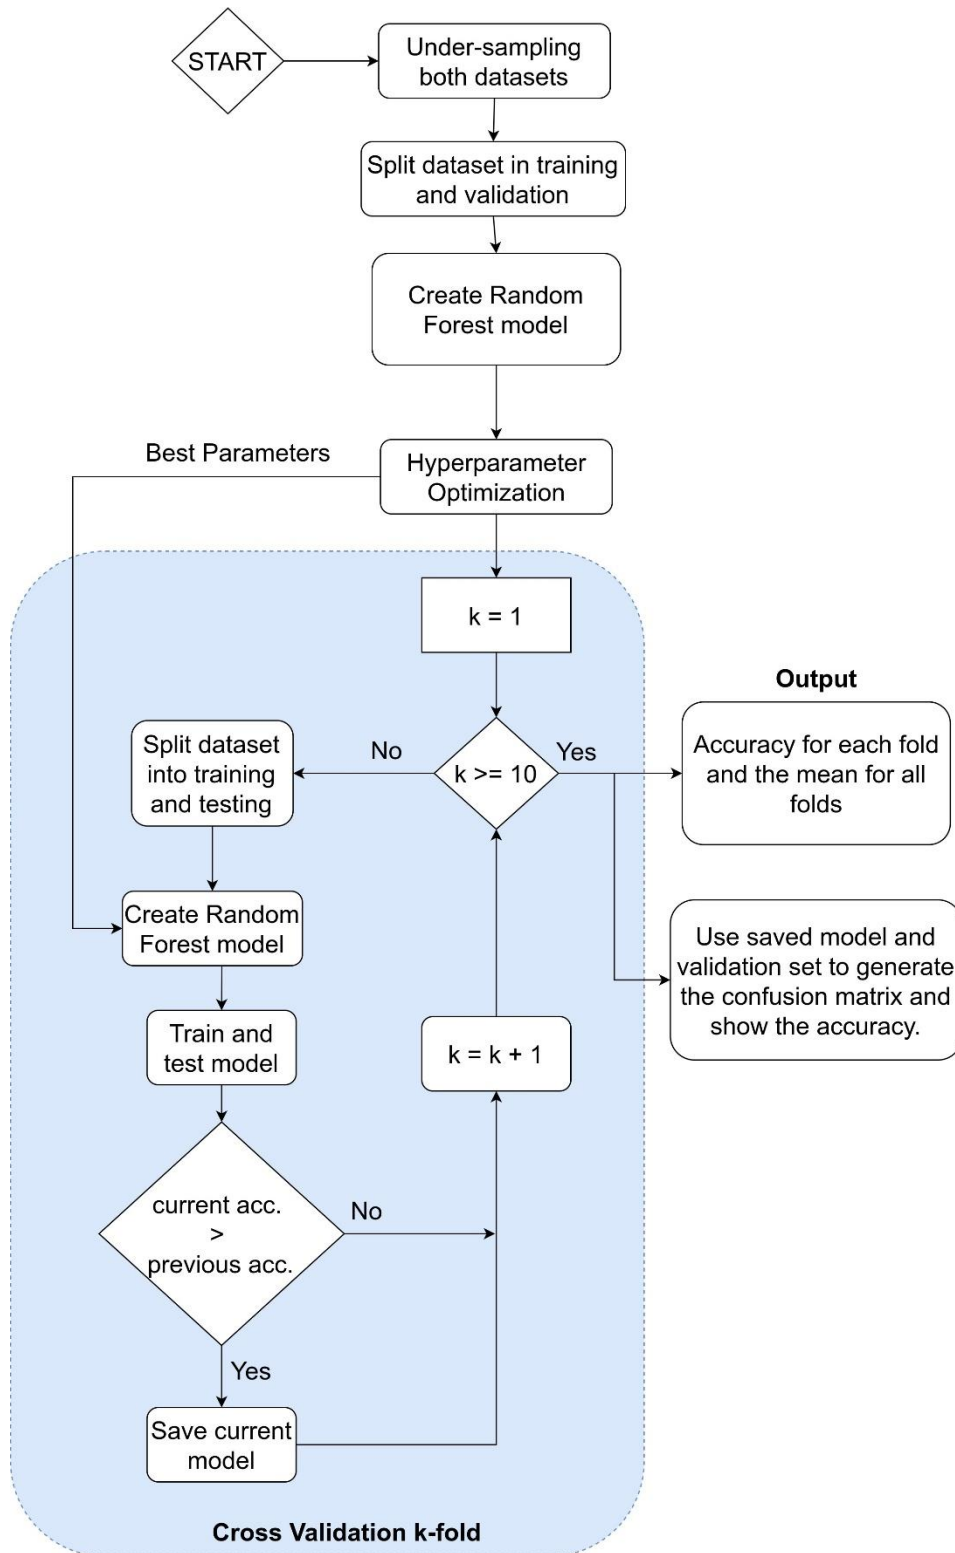 START
Under-sampling
both datasets
Split dataset in training
and validation
Create Random
Forest model
Best Parameters
Hyperparameter
Optimization
k = 1
Output
Split dataset
into training
and testing
No
k >= 10
Yes
Accuracy for each fold
and the mean for all
folds
Create Random
Forest model
Use saved model and
validation set to generate
the confusion matrix and
show the accuracy.
Train and
test model
k = k + 1
current acc.
>
previous acc.
No
Yes
Save current
model
Cross Validation k-fold